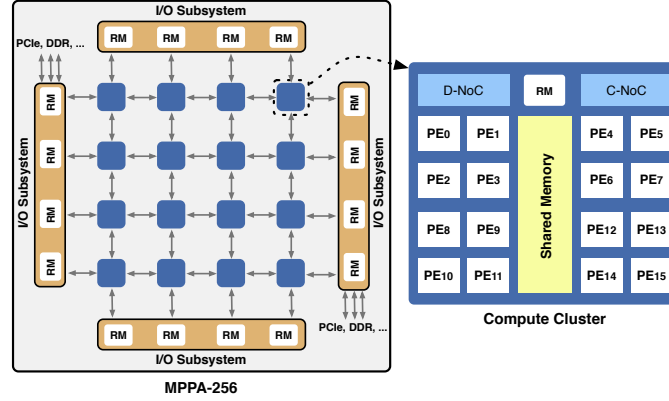 I/O Subsystem
RM RM RM RM
PCIe, DDR, ...
I/O Subsystem
RM
RM
RM
RM
RM
RM
RM
RM
I/O Subsystem
PCIe, DDR, ...
RM RM RM RM
I/O Subsystem
MPPA-256
D-NoC RM C-NoC
PE0 PE1 PE4 PE5
PE2 PE3 PE6 PE7
Shared Memory
PE8 PE9 PE12 PE13
PE10 PE11 PE14 PE15
Compute Cluster